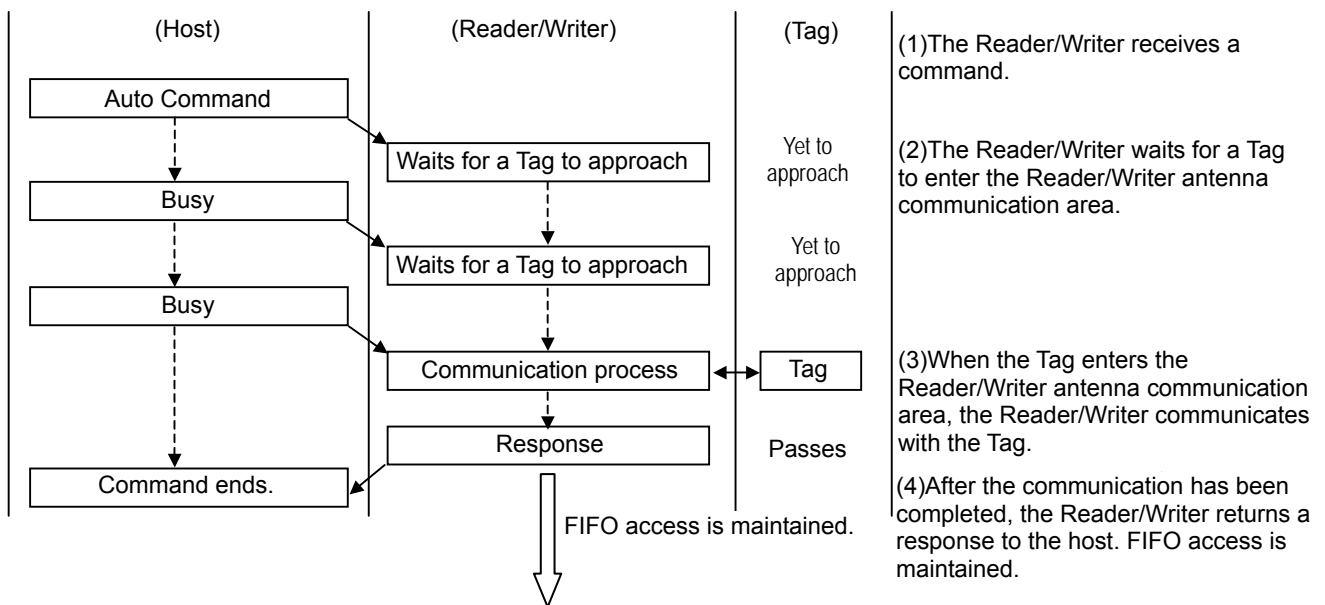 (Host)
(Reader/Writer)
(Tag)
(1)The Reader/Writer receives a
command.
Auto Command
Waits for a Tag to approach
Yet to
approach
(2)The Reader/Writer waits for a Tag
to enter the Reader/Writer antenna
communication area.
Busy
Waits for a Tag to approach
Yet to
approach
Busy
Communication process
Tag
(3)When the Tag enters the
Reader/Writer antenna communication
area, the Reader/Writer communicates
with the Tag.
Response
Passes
Command ends.
(4)After the communication has been
completed, the Reader/Writer returns a
response to the host. FIFO access is
maintained.
FIFO access is maintained.